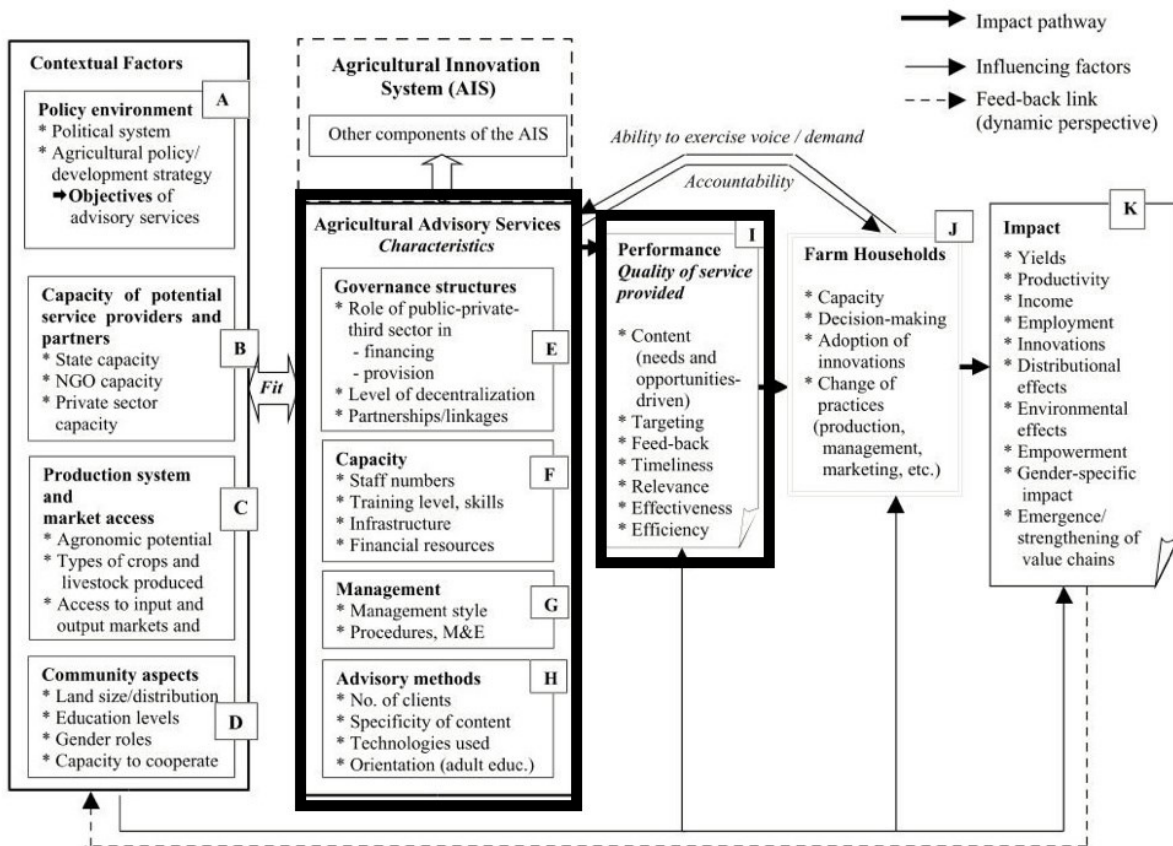 Impact pathway
Influencing factors
Feed-back link
(dynamic perspective)
Contextual Factors
A
Policy environment
* Political system
* Agricultural policy/
development strategy
➡Objectives of
advisory services
Capacity of potential
service providers and
partners
B
* State capacity
* NGO capacity
* Private sector
capacity
Production system
and
market access
C
* Agronomic potential
* Types of crops and
livestock produced
* Access to input and
output markets and
Community aspects
* Land size/distribution
* Education levels
D
* Gender roles
* Capacity to cooperate
Fit
Agricultural Innovation
System (AIS)
Other components of the AIS
Agricultural Advisory Services
Characteristics
Governance structures
* Role of public-private-
third sector in
- financing
E
- provision
* Level of decentralization
* Partnerships/linkages
Capacity
F
* Staff numbers
* Training level, skills
* Infrastructure
* Financial resources
Management
G
* Management style
* Procedures, M&E
Advisory methods
H
* No. of clients
* Specificity of content
* Technologies used
* Orientation (adult educ.)
Ability to exercise voice / demand
Accountability
I
Performance
Quality of service
provided
* Content
(needs and
opportunities-
driven)
* Targeting
* Feed-back
* Timeliness
* Relevance
* Effectiveness
* Efficiency
J
Farm Households
* Capacity
* Decision-making
* Adoption of
innovations
* Change of
practices
(production,
management,
marketing, etc.)
K
Impact
* Yields
* Productivity
* Income
* Employment
* Innovations
* Distributional
effects
* Environmental
effects
* Empowerment
* Gender-specific
impact
* Emergence/
strengthening of
value chains